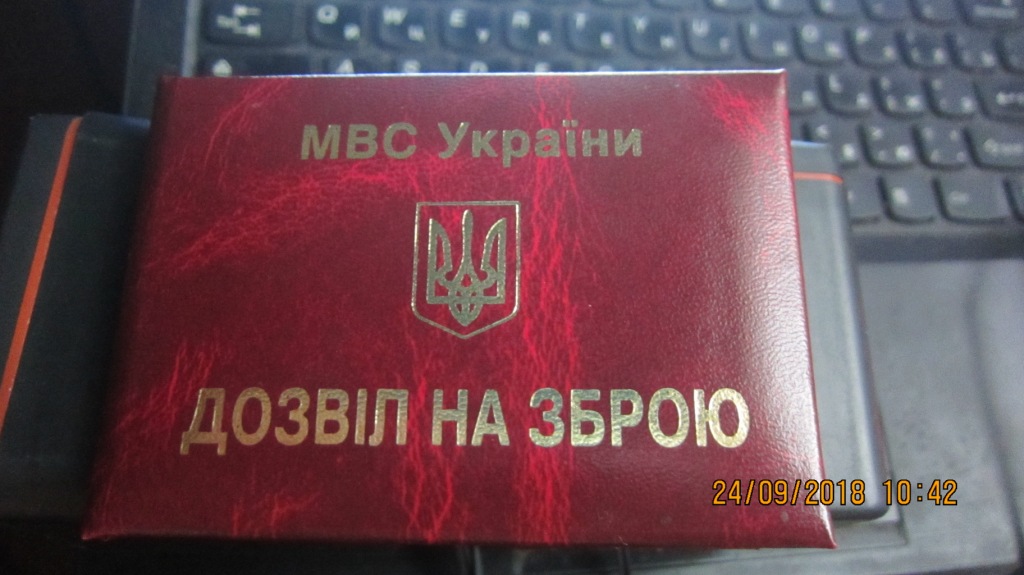 Q W E R T Y U
МВС України
ДОЗВІЛ НА ЗБРОЮ
24/09/2018 10:42